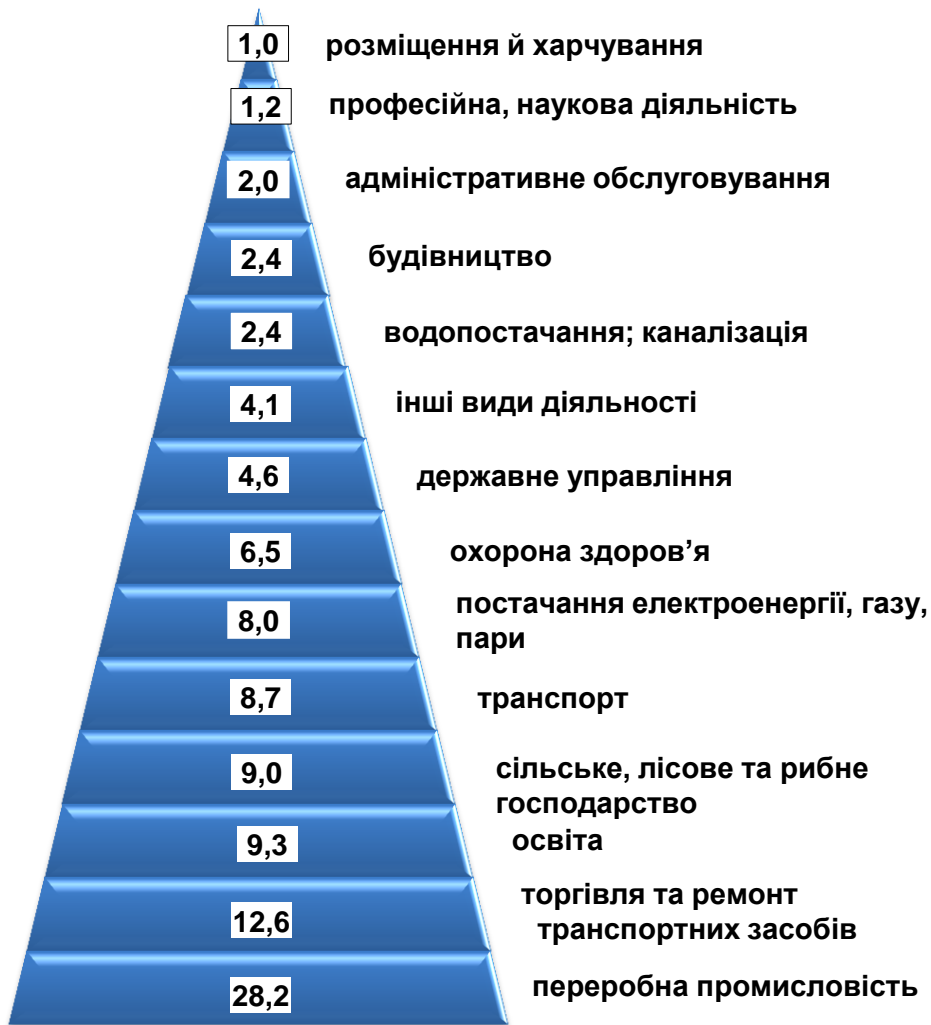 1,0 розміщення й харчування
1,2 професійна, наукова діяльність
2,0 адміністративне обслуговування
2,4 будівництво
2,4 водопостачання; каналізація
4,1 інші види діяльності
4,6 державне управління
6,5 охорона здоров’я
8,0 постачання електроенергії, газу,
пари
8,7 транспорт
9,0 сільське, лісове та рибне
господарство
9,3 освіта
12,6 торгівля та ремонт
транспортних засобів
28,2 переробна промисловість